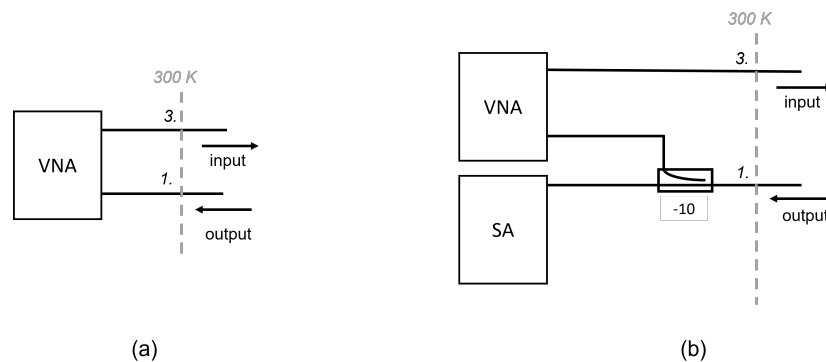 300 K
3.
VNA
input
1.
output
(a)
300 K
3.
VNA
input
1.
-10
SA
output
(b)